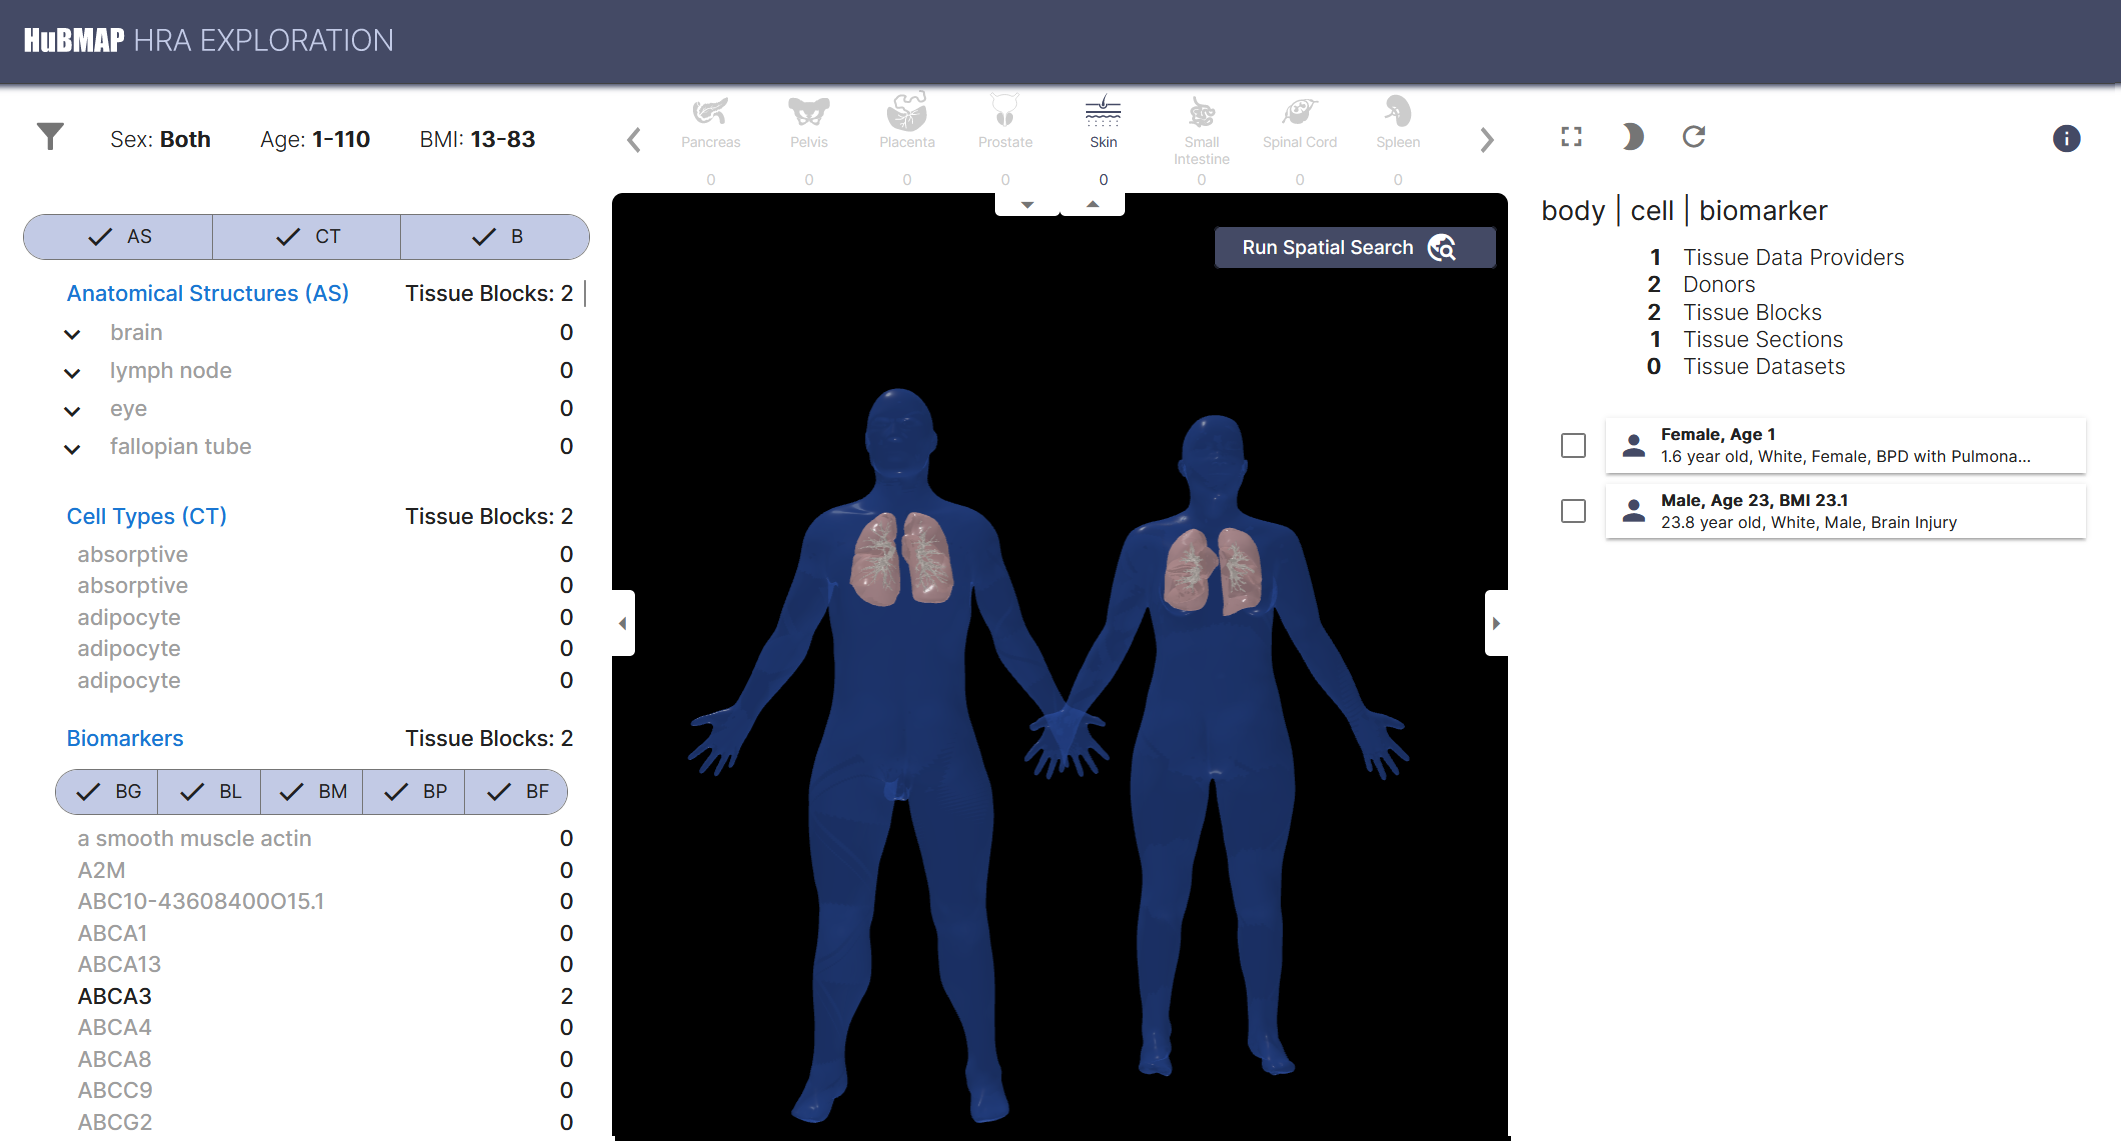 HuBMAP HRA EXPLORATION
Sex: Both Age: 1-110 BMI: 13-83
Pancreas Pelvis Placenta Prostate Skin Small Intestine Spinal Cord Spleen
0 0 0 0 0 0 0 0
AS CT B
Anatomical Structures (AS) Tissue Blocks: 2
brain 0
lymph node 0
eye 0
fallopian tube 0
Cell Types (CT) Tissue Blocks: 2
absorptive 0
absorptive 0
adipocyte 0
adipocyte 0
adipocyte 0
Biomarkers Tissue Blocks: 2
BG BL BM BP BF
a smooth muscle actin 0
A2M 0
ABC10-43608400O15.1 0
ABCA1 0
ABCA13 0
ABCA3 2
ABCA4 0
ABCA8 0
ABCC9 0
ABCG2 0
Run Spatial Search
i
body | cell | biomarker
1 Tissue Data Providers
2 Donors
2 Tissue Blocks
1 Tissue Sections
0 Tissue Datasets
Female, Age 1
1.6 year old, White, Female, BPD with Pulmona...
Male, Age 23, BMI 23.1
23.8 year old, White, Male, Brain Injury